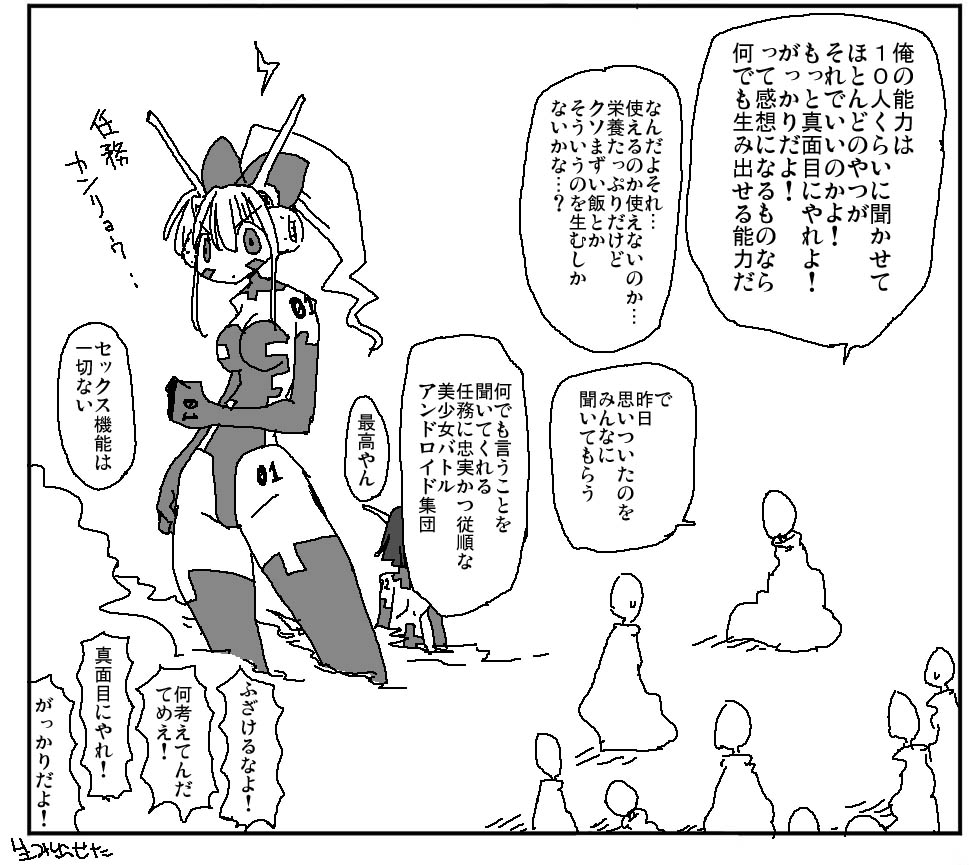 俺の能力は
１０人くらいに聞かせて
ほとんどのやつが
それでいいのかよ！
もっと真面目にやれよ！
がっかりだよ！
って感想になるものなら
何でも生み出せる能力だ
なんだよそれ…
使えるのか使えないのか…
栄養たっぷりだけど
クソまずい飯とか
そういうのを生むしか
ないかな…？
で
昨日
思いついたのを
みんなに
聞いてもらう
何でも言うことを
聞いてくれる
任務に忠実かつ従順な
美少女バトル
アンドロイド集団
最高やん
任務
カンリョウ…
01
01
01
セックス機能は
一切ない
ふざけるなよ！
何考えてんだ
てめえ！
真面目にやれ！
がっかりだよ！